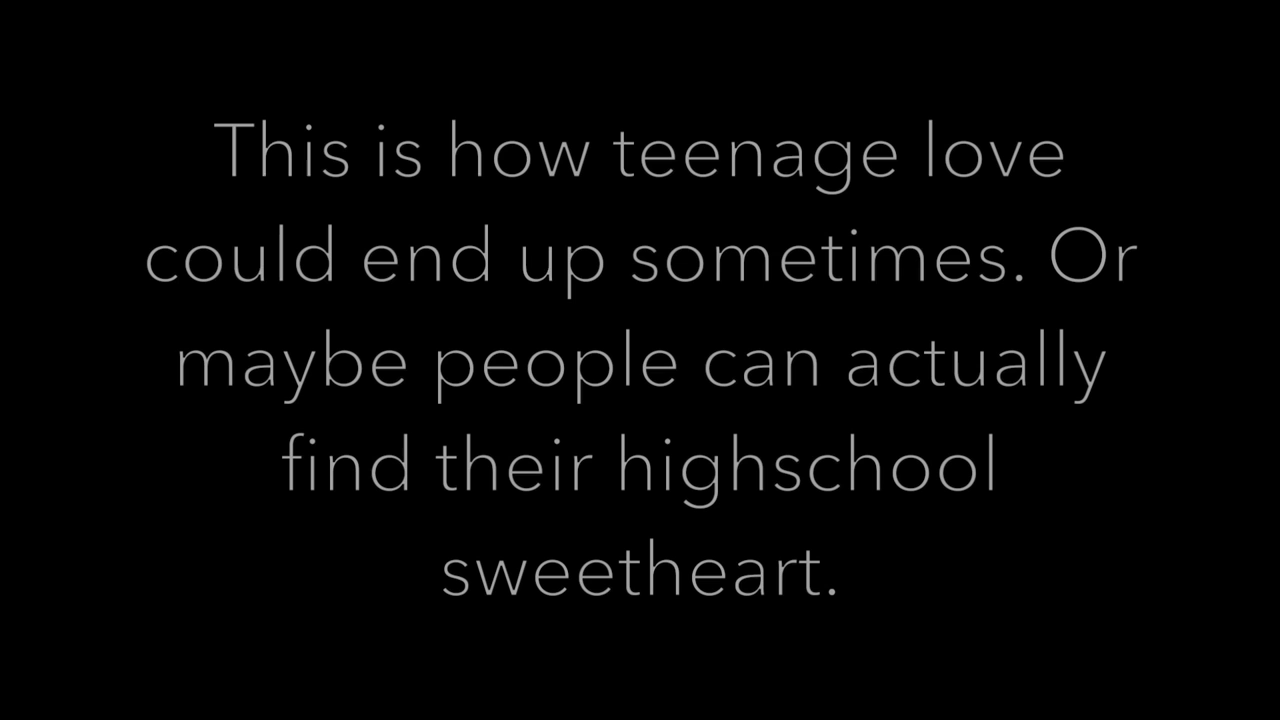 This is how teenage love
could end up sometimes. Or
maybe people can actually
find their highschool
sweetheart.